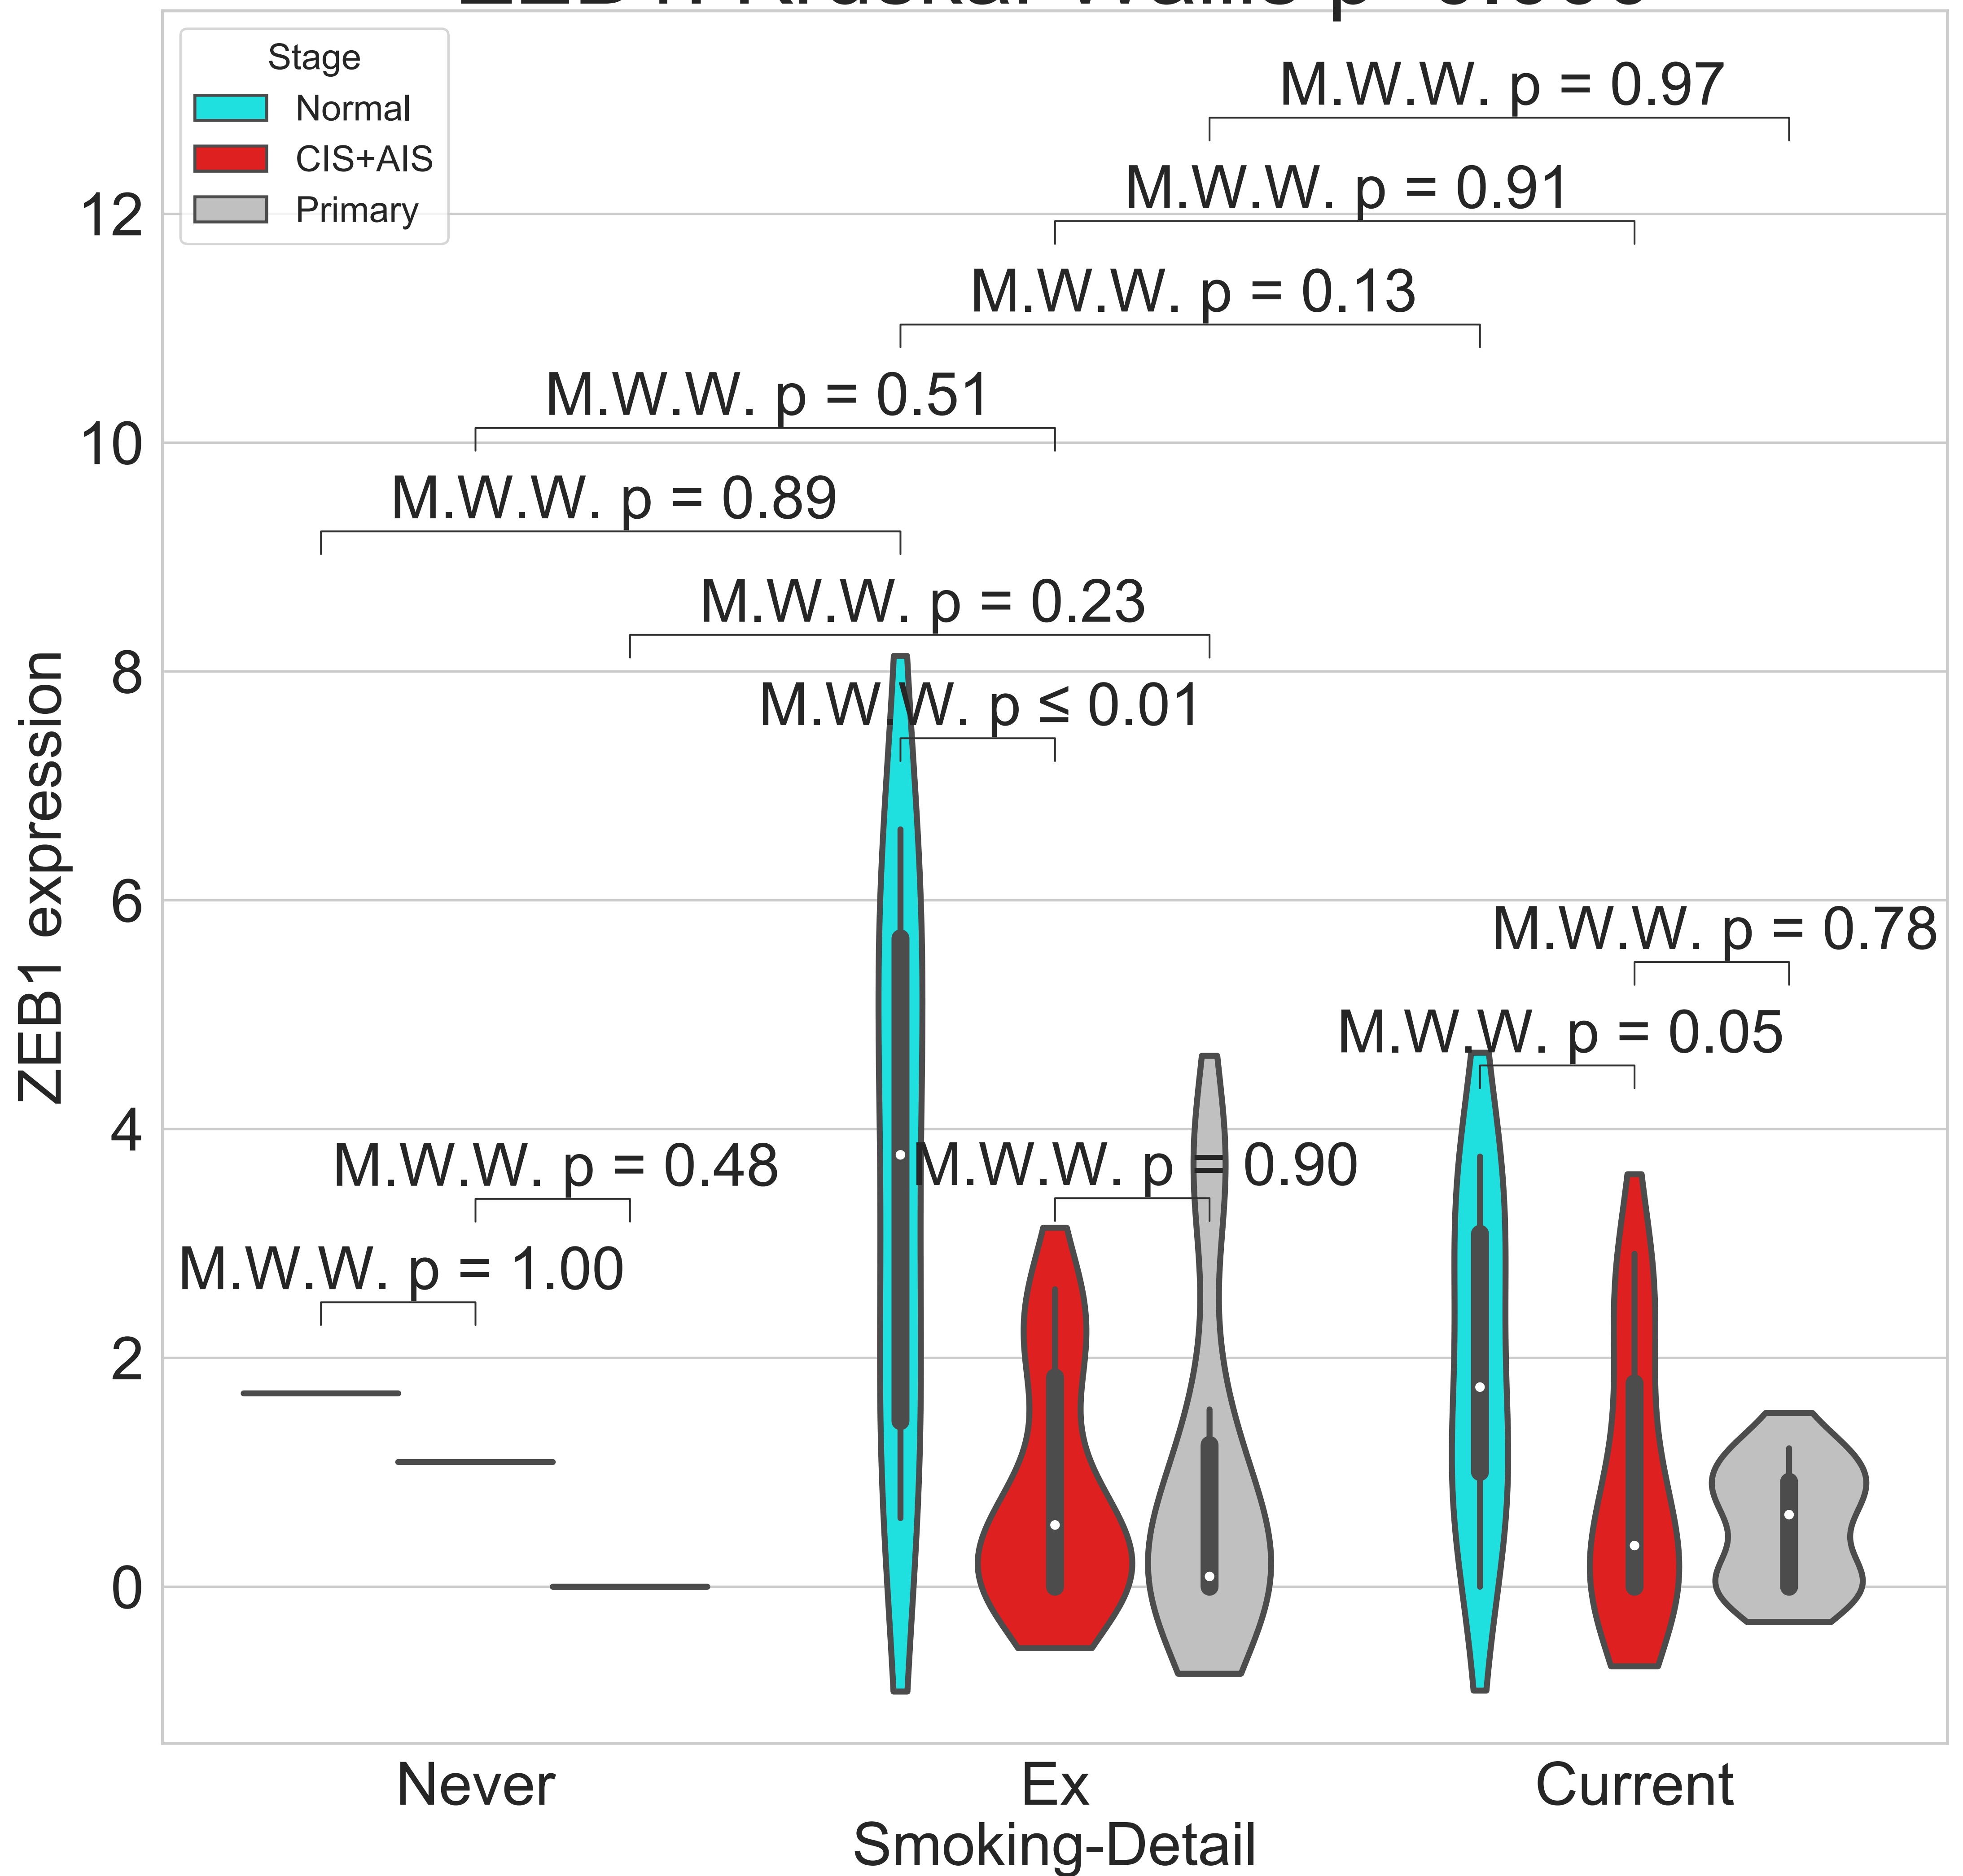 Stage
Normal
CIS+AIS
Primary
M.W.W. p = 0.97
M.W.W. p = 0.91
M.W.W. p = 0.13
M.W.W. p = 0.51
M.W.W. p = 0.89
M.W.W. p = 0.23
M.W.W. p ≤ 0.01
M.W.W. p = 0.78
M.W.W. p = 0.05
M.W.W. p = 0.48
M.W.W. p = 0.90
M.W.W. p = 1.00
12
10
8
6
4
2
0
ZEB1 expression
Never
Ex
Current
Smoking-Detail